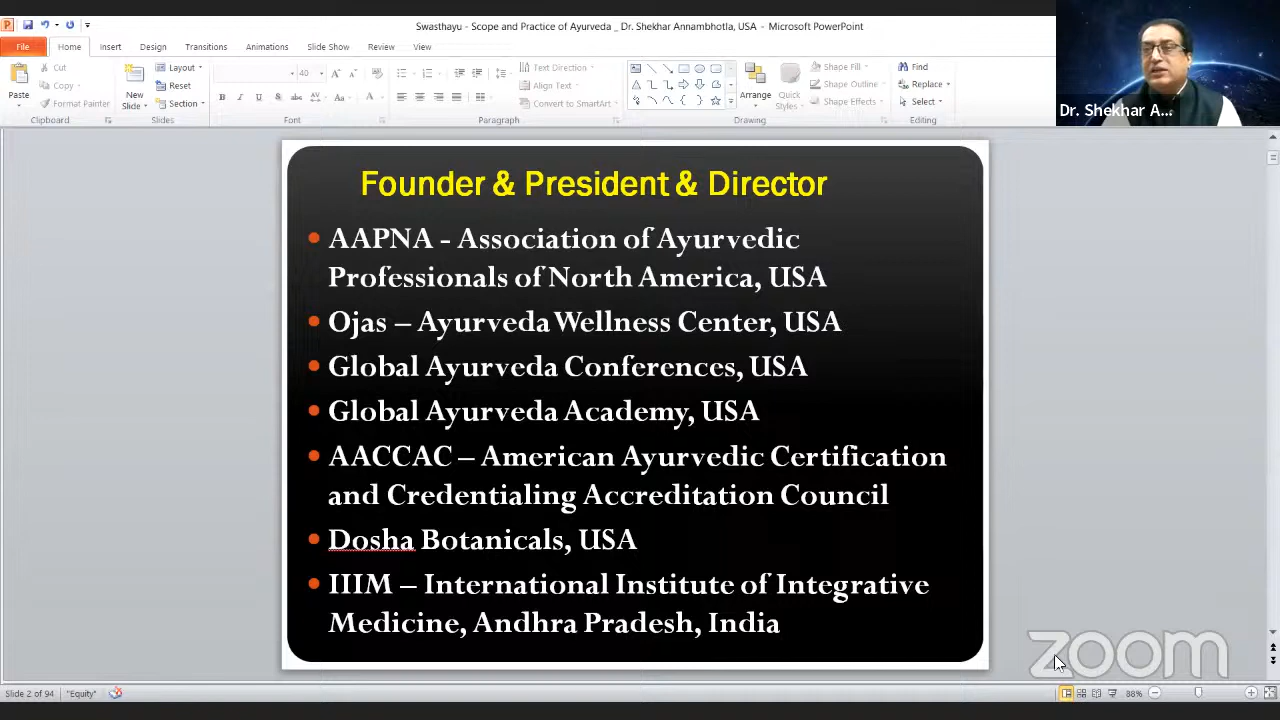 Swasthayu - Scope and Practice of Ayurveda _ Dr. Shekhar Annambhotla, USA - Microsoft PowerPoint
File Home Insert Design Transitions Animations Slide Show Review View
Cut
Copy
Format Painter
Paste
Clipboard
New
Slide
Layout
Reset
Section
Slides
40
Font
Text Direction
Align Text
Convert to SmartArt
Paragraph
Arrange
Quick
Styles
Shape Fill
Shape Outline
Shape Effects
Drawing
Find
Replace
Select
Editing
Dr. Shekhar A...
Founder & President & Director
AAPNA - Association of Ayurvedic
Professionals of North America, USA
Ojas – Ayurveda Wellness Center, USA
Global Ayurveda Conferences, USA
Global Ayurveda Academy, USA
AACCAC – American Ayurvedic Certification
and Credentialing Accreditation Council
Dosha Botanicals, USA
IIIM – International Institute of Integrative
Medicine, Andhra Pradesh, India
zoom
Slide 2 of 94 "Equity" 88%